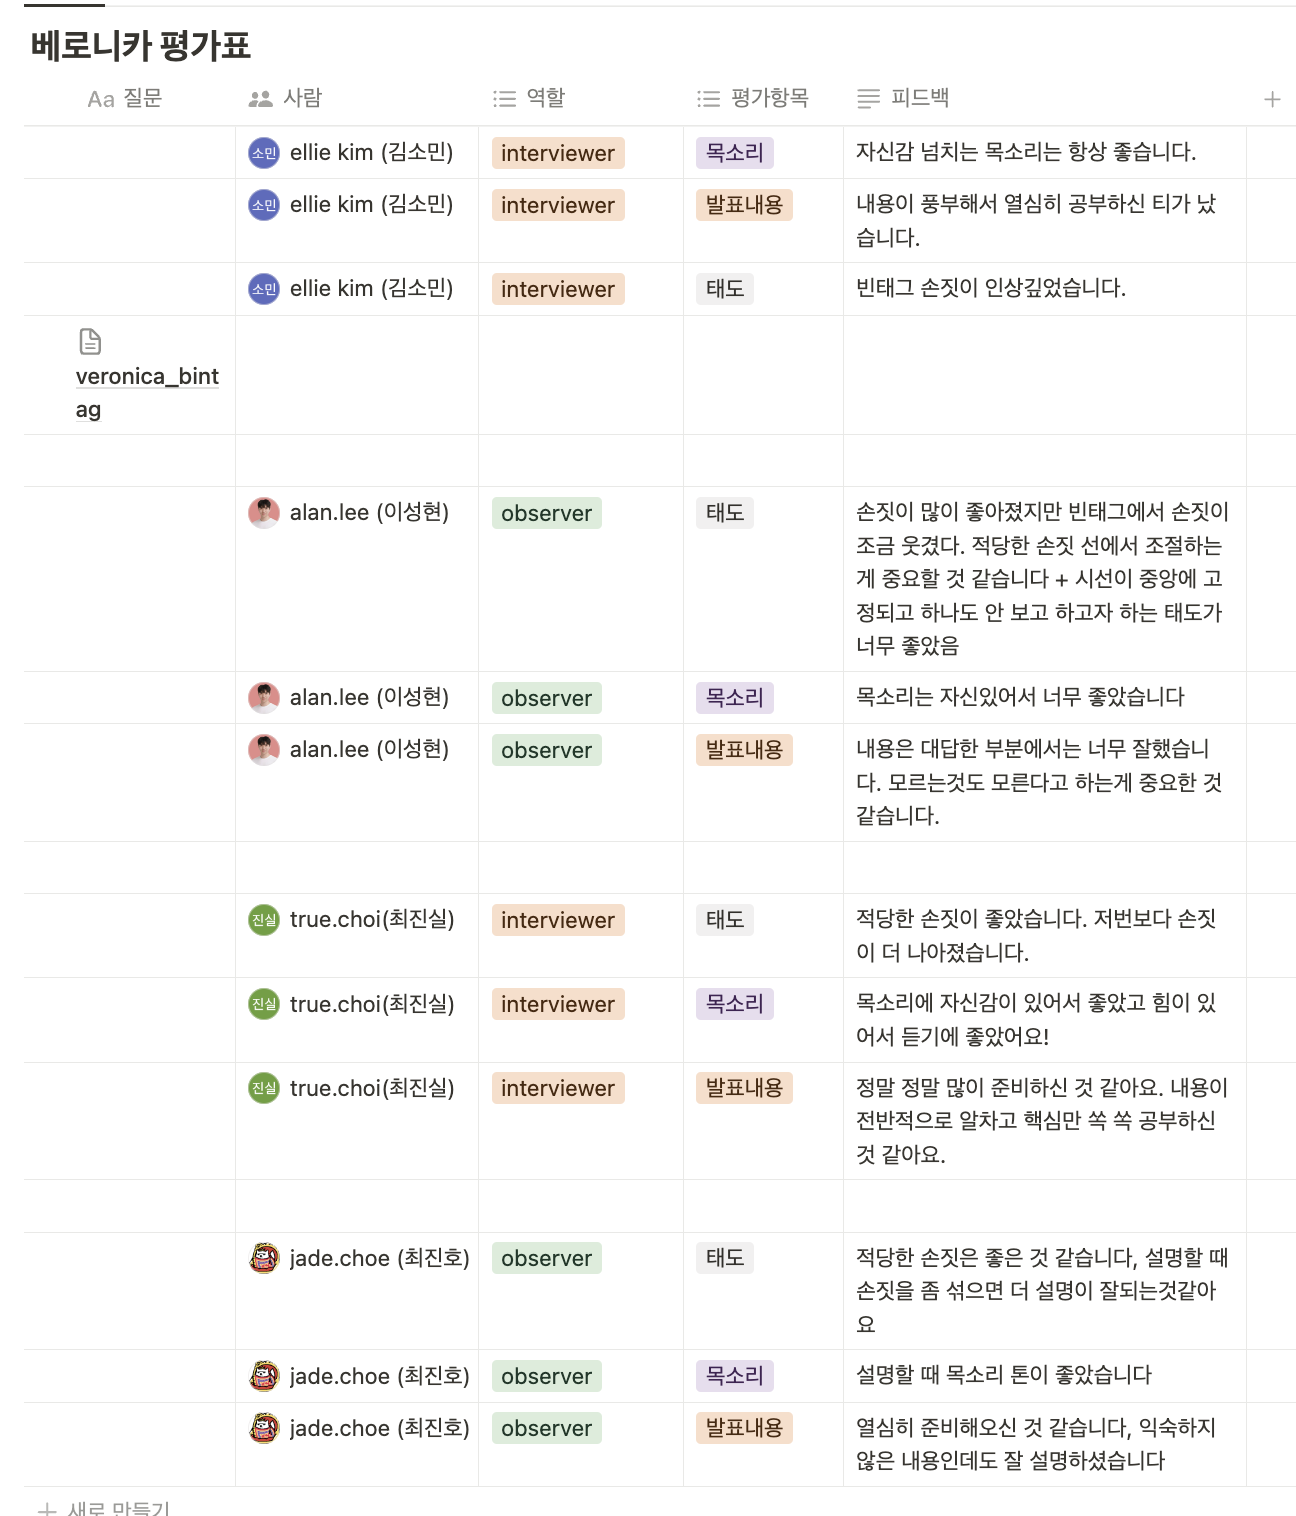 베로니카 평가표
Aa 질문 사람 역할 평가항목 피드백
소민 ellie kim (김소민) interviewer 목소리 자신감 넘치는 목소리는 항상 좋습니다.
소민 ellie kim (김소민) interviewer 발표내용 내용이 풍부해서 열심히 공부하신 티가 났
습니다.
소민 ellie kim (김소민) interviewer 태도 빈태그 손짓이 인상깊었습니다.
veronica_bint
ag
alan.lee (이성현) observer 태도 손짓이 많이 좋아졌지만 빈태그에서 손짓이
조금 웃겼다. 적당한 손짓 선에서 조절하는
게 중요할 것 같습니다 + 시선이 중앙에 고
정되고 하나도 안 보고 하고자 하는 태도가
너무 좋았음
alan.lee (이성현) observer 목소리 목소리는 자신있어서 너무 좋았습니다
alan.lee (이성현) observer 발표내용 내용은 대답한 부분에서는 너무 잘했습니
다. 모르는것도 모른다고 하는게 중요한 것
같습니다.
진실 true.choi(최진실) interviewer 태도 적당한 손짓이 좋았습니다. 저번보다 손짓
이 더 나아졌습니다.
진실 true.choi(최진실) interviewer 목소리 목소리에 자신감이 있어서 좋았고 힘이 있
어서 듣기에 좋았어요!
진실 true.choi(최진실) interviewer 발표내용 정말 정말 많이 준비하신 것 같아요. 내용이
전반적으로 알차고 핵심만 쏙 쏙 공부하신
것 같아요.
jade.choe (최진호) observer 태도 적당한 손짓은 좋은 것 같습니다, 설명할 때
손짓을 좀 섞으면 더 설명이 잘되는것같아
요
jade.choe (최진호) observer 목소리 설명할 때 목소리 톤이 좋았습니다
jade.choe (최진호) observer 발표내용 열심히 준비해오신 것 같습니다, 익숙하지
않은 내용인데도 잘 설명하셨습니다
새로 만들기